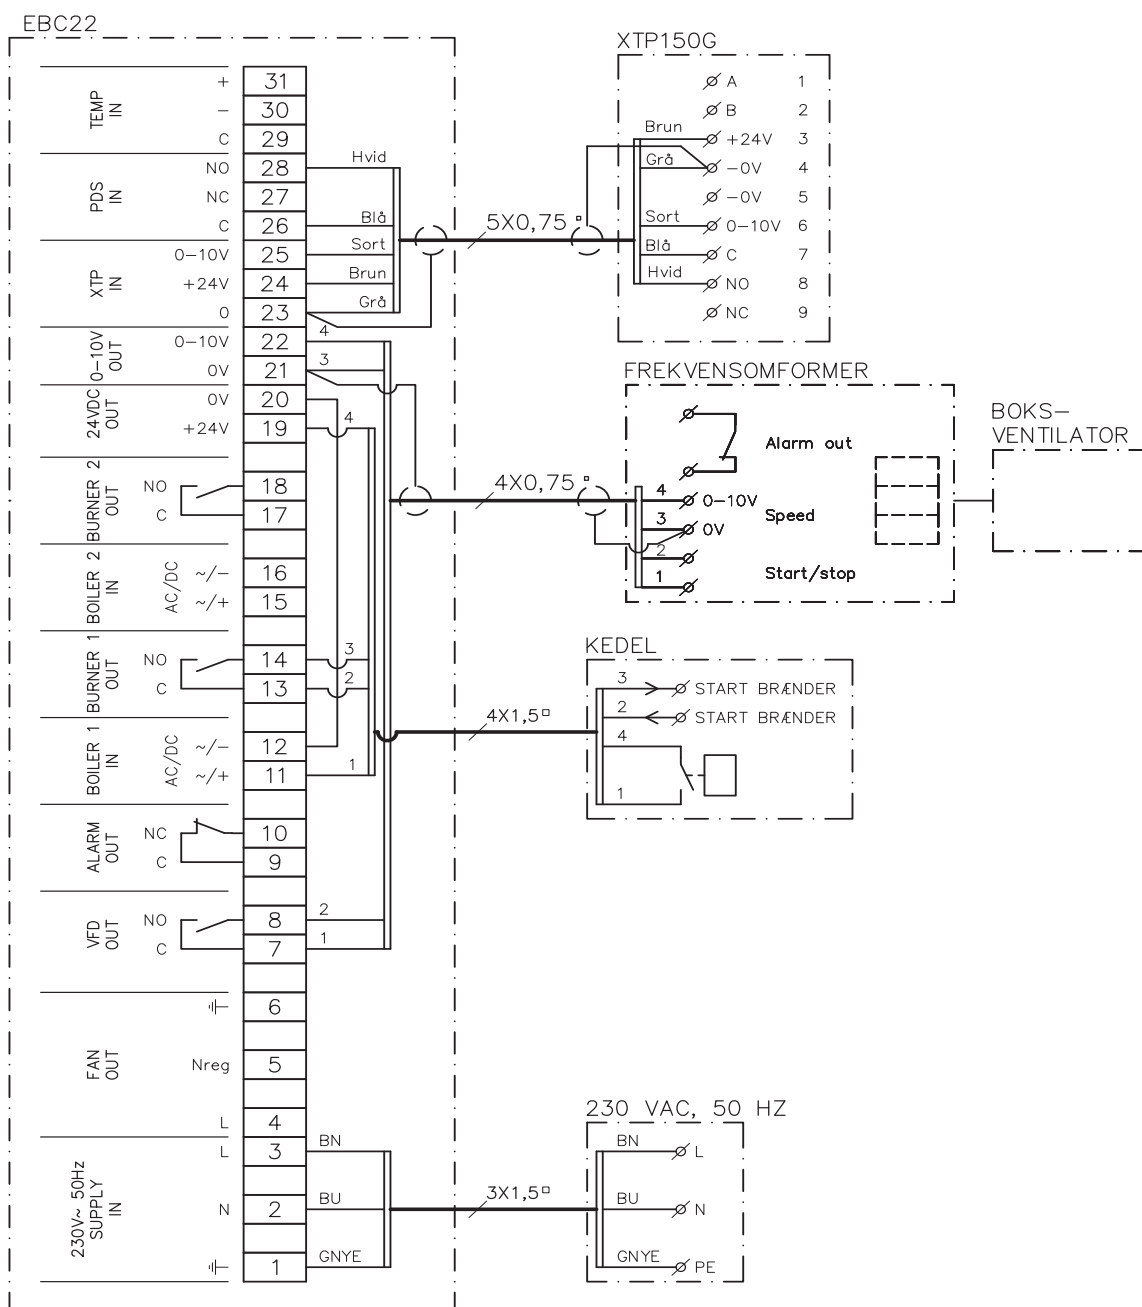 EBC22
TEMP IN
+ 31
- 30
C 29
PDS IN
NO 28 Hvid
NC 27
C 26 Blå
XTP IN
0-10V 25 Sort
+24V 24 Brun
0 23 Grå
0-10V OUT
0-10V 22 4
0V 21 3
24VDC OUT
0V 20
+24V 19 4
BURNER 2 OUT
NO 18
C 17
BOILER 2 IN
AC/DC
~/- 16
~/+ 15
BURNER 1 OUT
NO 14 3
C 13 2
BOILER 1 IN
AC/DC
~/- 12
~/+ 11 1
ALARM OUT
NC 10
C 9
VFD OUT
NO 8 2
C 7 1
FAN OUT
6
Nreg 5
L 4
230V~ 50Hz SUPPLY IN
L 3 BN
N 2 BU
1 GNYE
5X0,75 ▫
XTP150G
A 1
B 2
Brun +24V 3
Grå -0V 4
-0V 5
Sort 0-10V 6
Blå C 7
Hvid NO 8
NC 9
4X0,75 ▫
FREKVENSOMFORMER
Alarm out
4 0-10V
Speed
3 0V
2
Start/stop
1
BOKS-
VENTILATOR
4X1,5▫
KEDEL
3 START BRÆNDER
2 START BRÆNDER
4
1
3X1,5▫
230 VAC, 50 HZ
BN L
BU N
GNYE PE